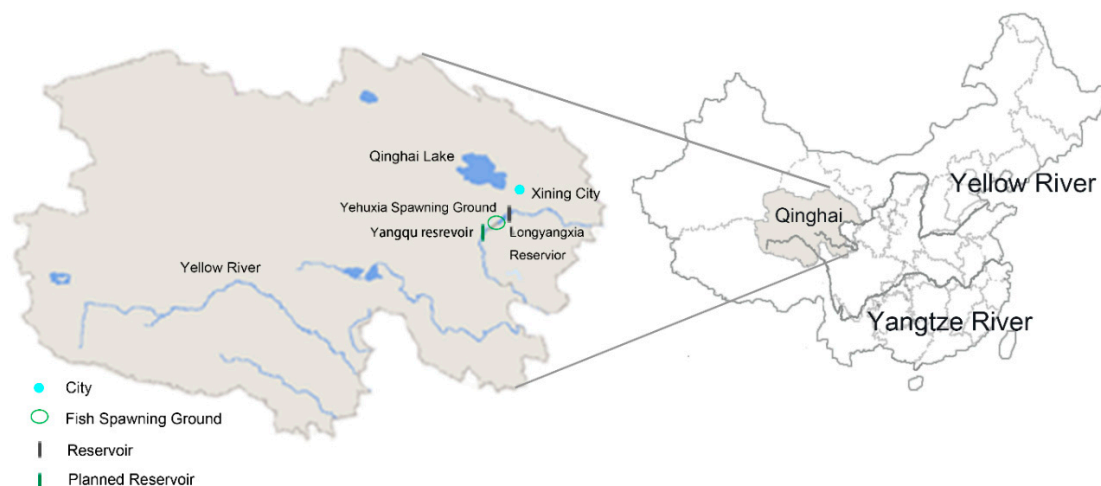 Qinghai Lake
Xining City
Yehuxia Spawning Ground
Yangqu resrevoir
Longyangxia
Reservior
Yellow River
City
Fish Spawning Ground
Reservoir
Planned Reservoir
Yellow River
Qinghai
Yangtze River